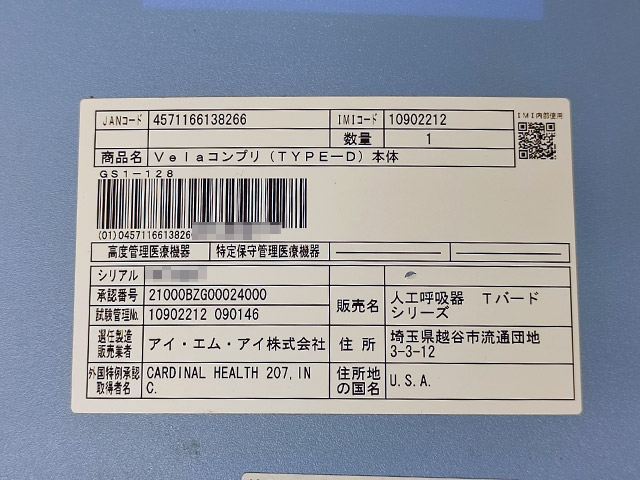 JANコード 4571166138266 IMIコード 10902212
IMI内部使用
数量 1
商品名 Velaコンプリ(TYPE-D)本体
GS1-128
(01)0457116613826
高度管理医療機器 特定保守管理医療機器
シリアル
承認番号 21000BZG00024000
試験管理No. 10902212 090146
販売名 人工呼吸器 Tバード
シリーズ
選任製造
販売業者 アイ・エム・アイ株式会社
住所 埼玉県越谷市流通団地
3-3-12
外国特例承認
取得者名 CARDINAL HEALTH 207, IN
C.
住所地
の国名 U.S.A.